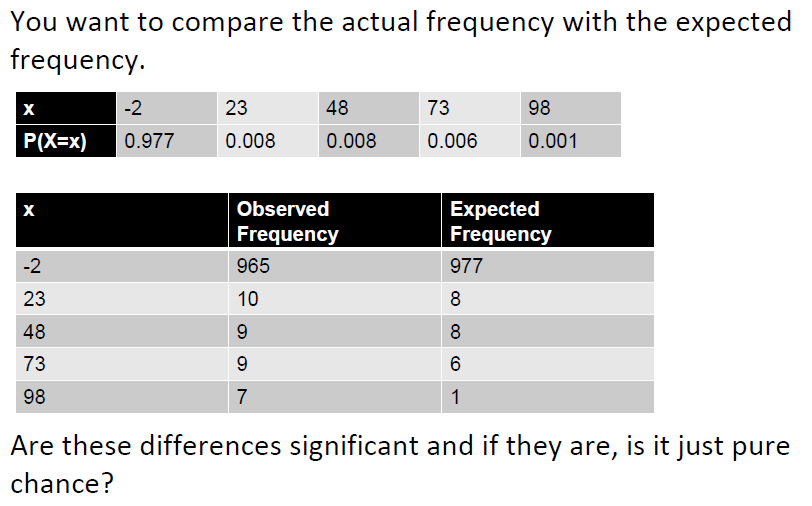 You want to compare the actual frequency with the expected
frequency.
x -2 23 48 73 98
P(X=x) 0.977 0.008 0.008 0.006 0.001
x Observed Expected
Frequency Frequency
-2 965 977
23 10 8
48 9 8
73 9 6
98 7 1
Are these differences significant and if they are, is it just pure
chance?